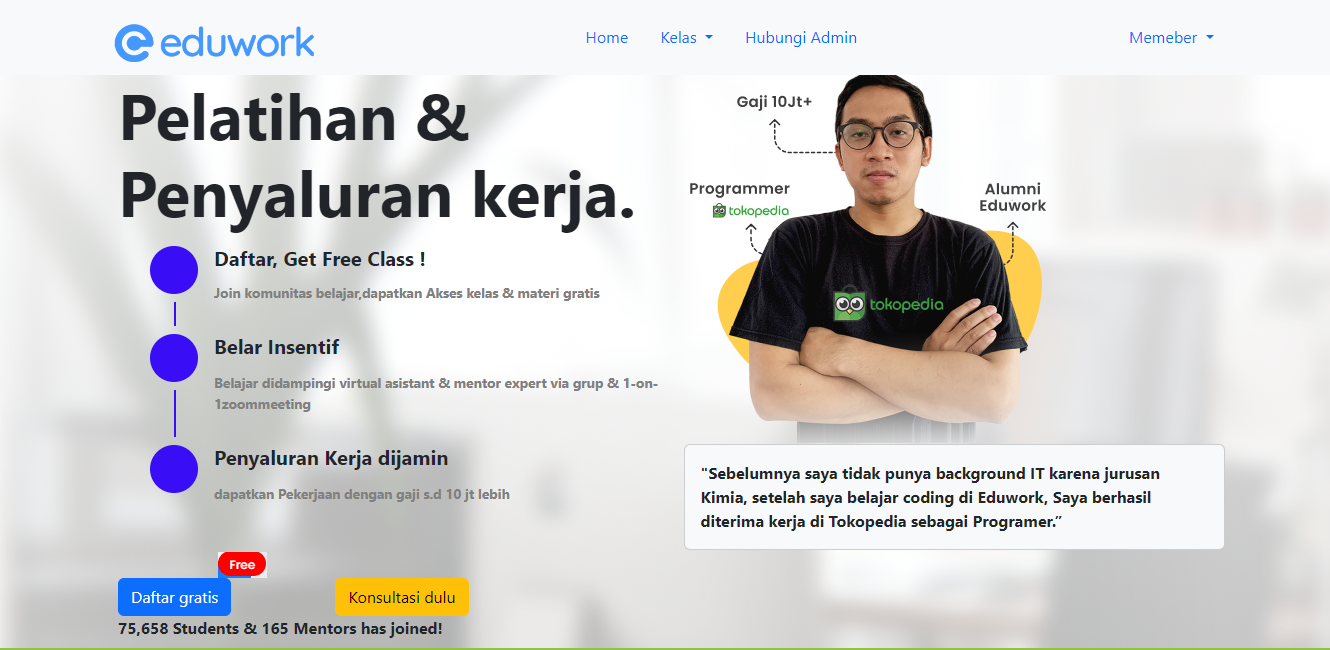 eduwork
Home
Kelas
Hubungi Admin
Memeber
Pelatihan &
Penyaluran kerja.
Daftar, Get Free Class !
Join komunitas belajar,dapatkan Akses kelas & materi gratis
Belar Insentif
Belajar didampingi virtual asistant & mentor expert via grup & 1-on-
1zoommeeting
Penyaluran Kerja dijamin
dapatkan Pekerjaan dengan gaji s.d 10 jt lebih
Free
Daftar gratis
Konsultasi dulu
75,658 Students & 165 Mentors has joined!
Gaji 10Jt+
Programmer
tokopedia
Alumni
Eduwork
tokopedia
"Sebelumnya saya tidak punya background IT karena jurusan
Kimia, setelah saya belajar coding di Eduwork, Saya berhasil
diterima kerja di Tokopedia sebagai Programer.”